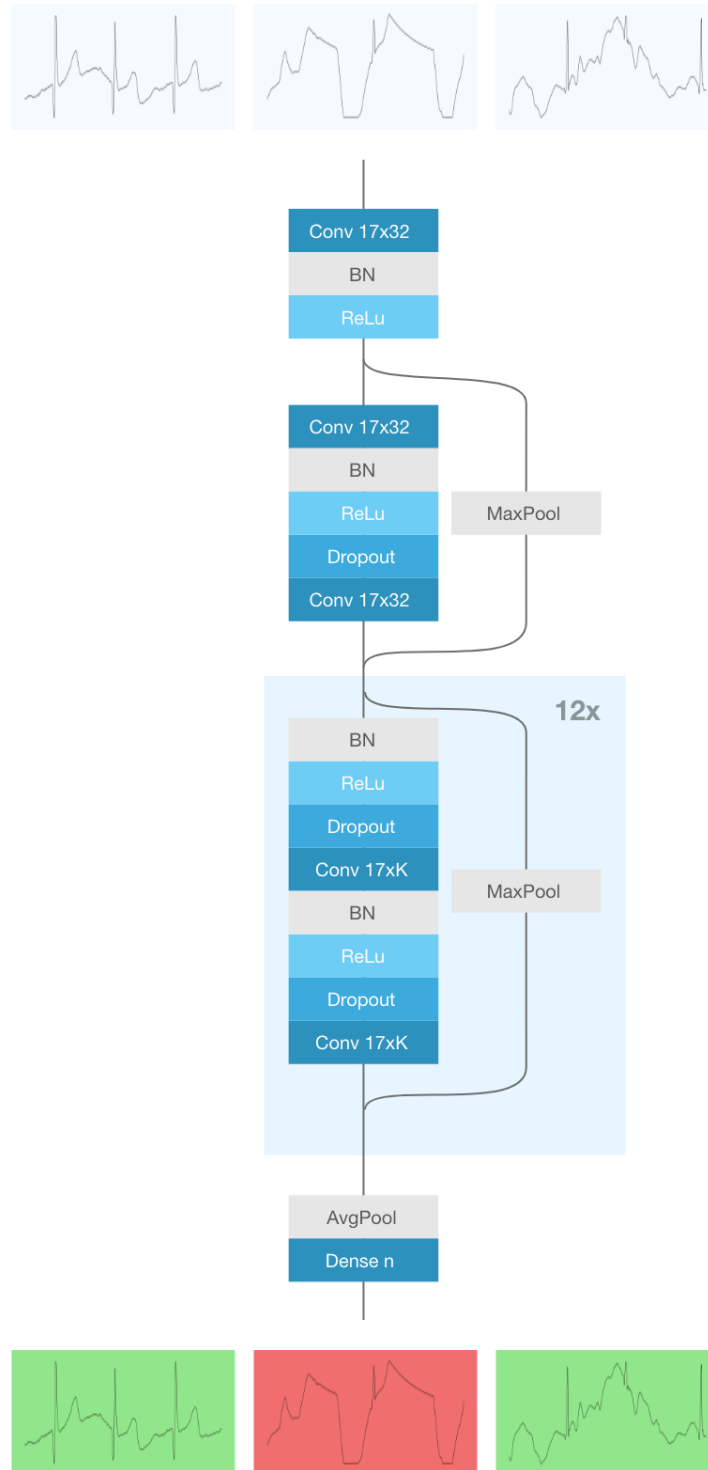 Conv 17x32
BN
ReLu
Conv 17x32
BN
ReLu
MaxPool
Dropout
Conv 17x32
12x
BN
ReLu
Dropout
Conv 17xK
MaxPool
BN
ReLu
Dropout
Conv 17xK
AvgPool
Dense n